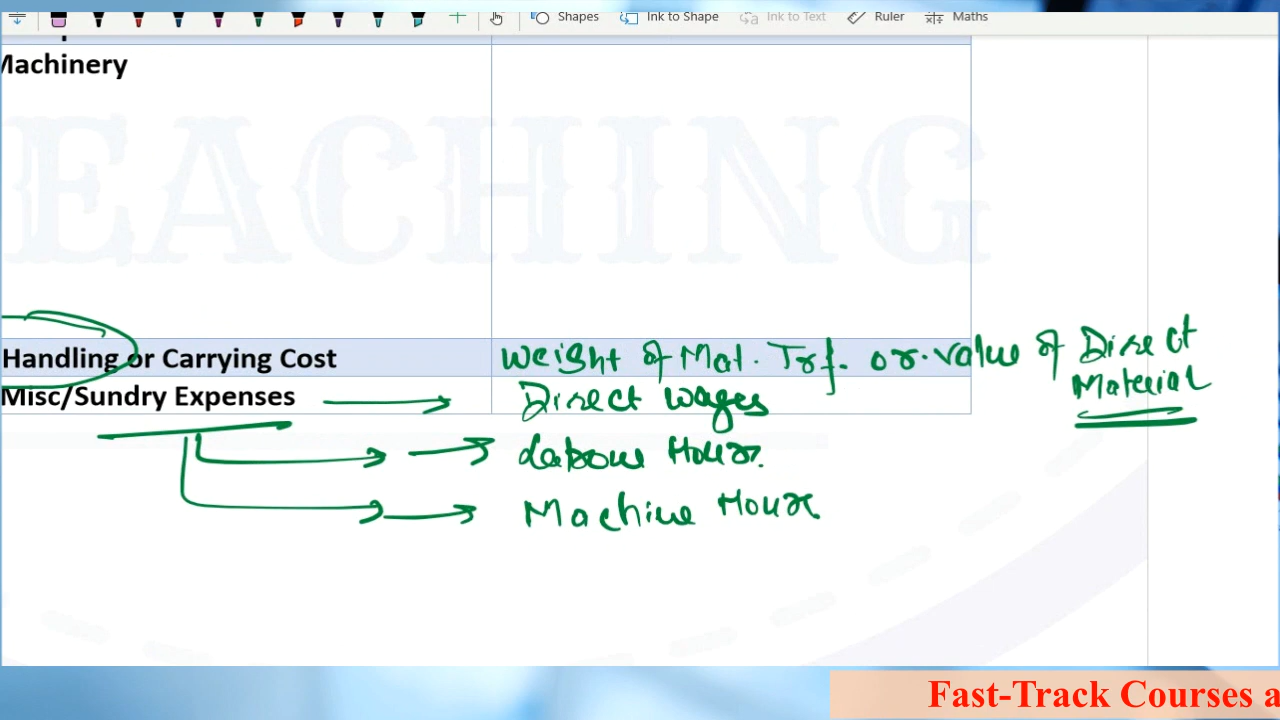 Shapes Ink to Shape Ink to Text Ruler Maths
Machinery
EACHING
Handling or Carrying Cost Weight of Mat. Trf. or. value of Direct Material
Misc/Sundry Expenses Direct wages
Labour Hour.
Machine Hour
Fast-Track Courses a